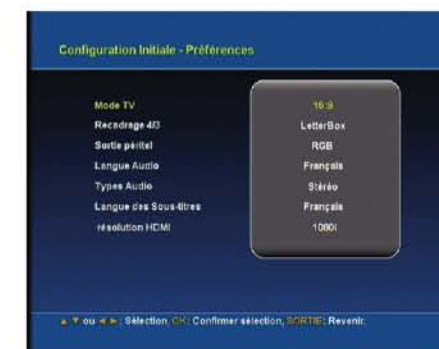 Configuration Initiale - Préférences
Mode TV 16:9
Recadrage 4/3 LetterBox
Sortie péritel RGB
Langue Audio Français
Types Audio Stéréo
Langue des Sous-titres Français
résolution HDMI 1080i
▲ ▼ ou ◄ ►: Sélection, OK: Confirmer sélection, SORTIE: Revenir.